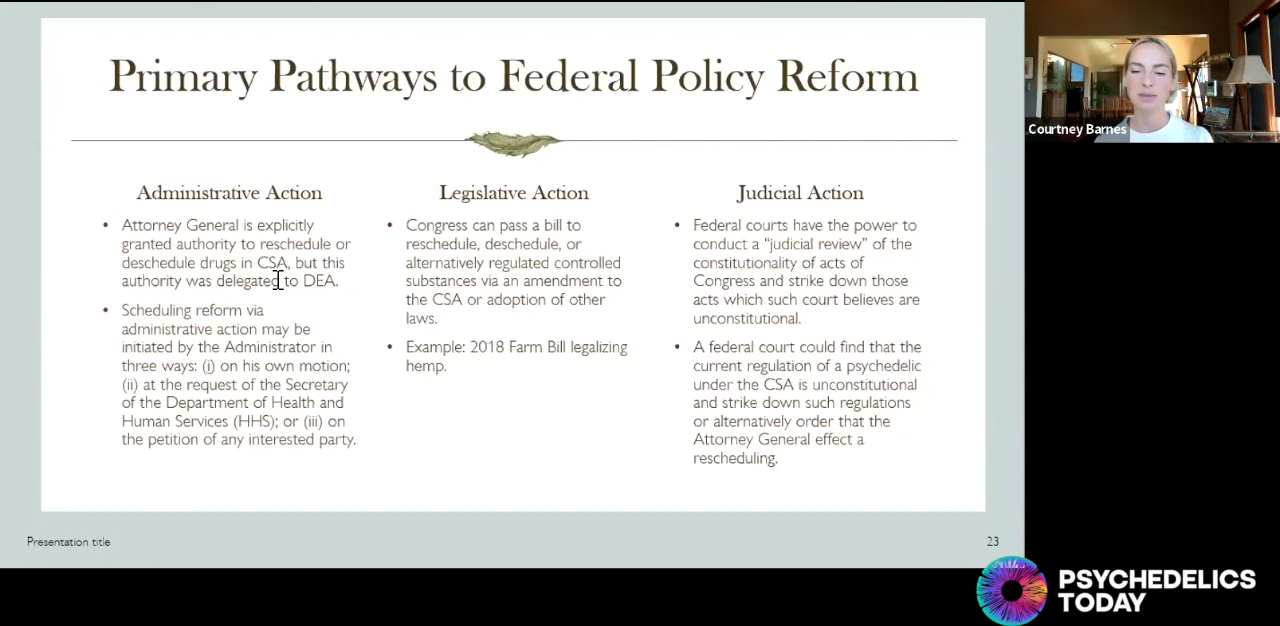 Primary Pathways to Federal Policy Reform
Administrative Action
• Attorney General is explicitly
granted authority to reschedule or
deschedule drugs in CSA, but this
authority was delegated to DEA.
• Scheduling reform via
administrative action may be
initiated by the Administrator in
three ways: (i) on his own motion;
(ii) at the request of the Secretary
of the Department of Health and
Human Services (HHS); or (iii) on
the petition of any interested party.
Legislative Action
• Congress can pass a bill to
reschedule, deschedule, or
alternatively regulated controlled
substances via an amendment to
the CSA or adoption of other
laws.
• Example: 2018 Farm Bill legalizing
hemp.
Judicial Action
• Federal courts have the power to
conduct a “judicial review” of the
constitutionality of acts of
Congress and strike down those
acts which such court believes are
unconstitutional.
• A federal court could find that the
current regulation of a psychedelic
under the CSA is unconstitutional
and strike down such regulations
or alternatively order that the
Attorney General effect a
rescheduling.
Presentation title
23
Courtney Barnes
PSYCHEDELICS
TODAY